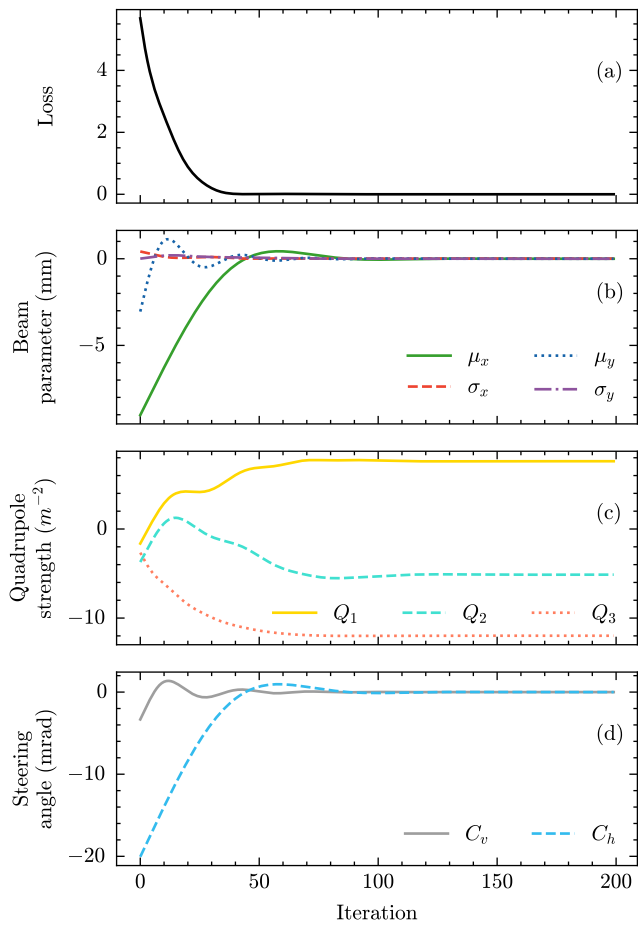 4
2
0
Loss
(a)
0
−5
Beam
parameter (mm)
(b)
μx μy
σx σy
0
−10
Quadrupole
strength (m−2)
(c)
Q1 Q2 Q3
0
−10
−20
Steering
angle (mrad)
(d)
Cv Ch
0 50 100 150 200
Iteration